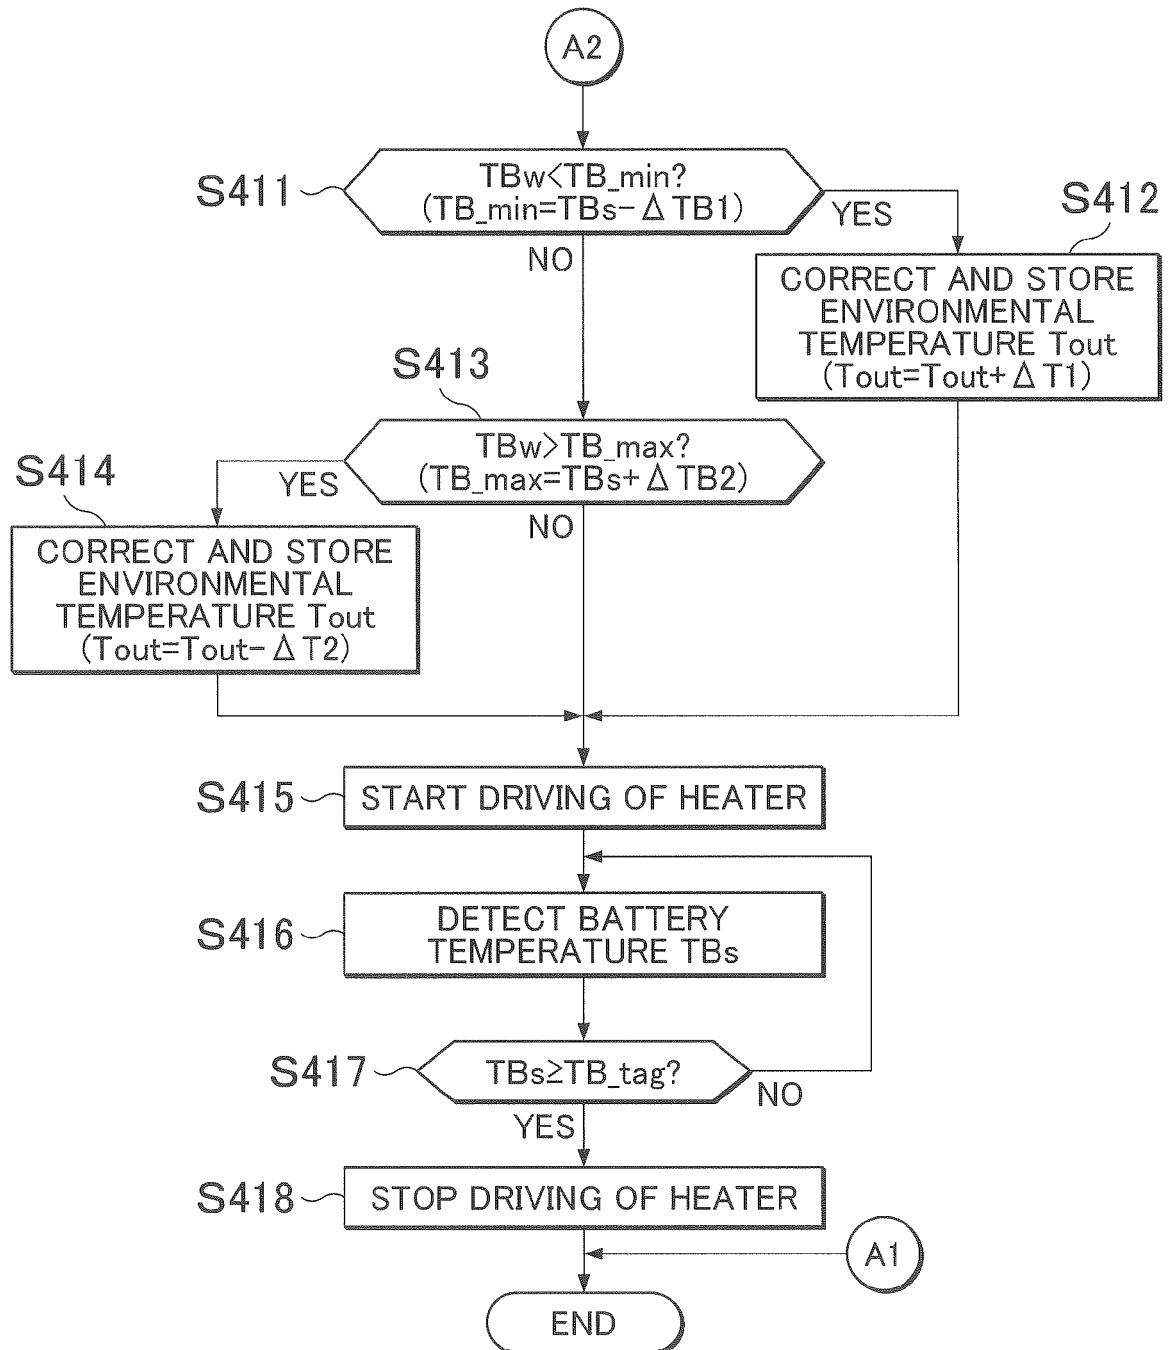 A2
S411
TBw<TB_min?
(TB_min=TBs-ΔTB1)
YES
NO
S412
CORRECT AND STORE
ENVIRONMENTAL
TEMPERATURE Tout
(Tout=Tout+ΔT1)
S413
TBw>TB_max?
(TB_max=TBs+ΔTB2)
YES
NO
S414
CORRECT AND STORE
ENVIRONMENTAL
TEMPERATURE Tout
(Tout=Tout-ΔT2)
S415
START DRIVING OF HEATER
S416
DETECT BATTERY
TEMPERATURE TBs
S417
TBs≥TB_tag?
NO
YES
S418
STOP DRIVING OF HEATER
A1
END